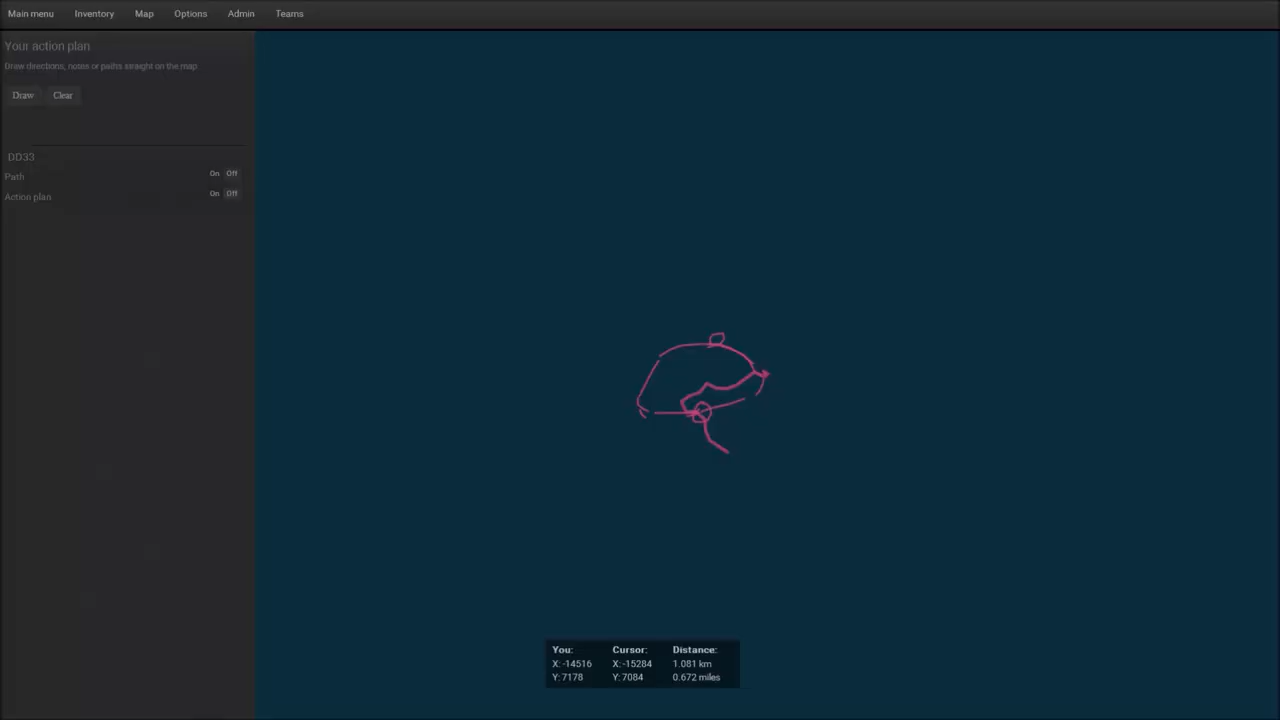 Main menu Inventory Map Options Admin Teams
Your action plan
Draw directions, notes or paths straight on the map
Draw Clear
DD33
Path On Off
Action plan On Off
You: Cursor: Distance:
X:-14516 X:-15284 1.081 km
Y:7178 Y:7084 0.672 miles